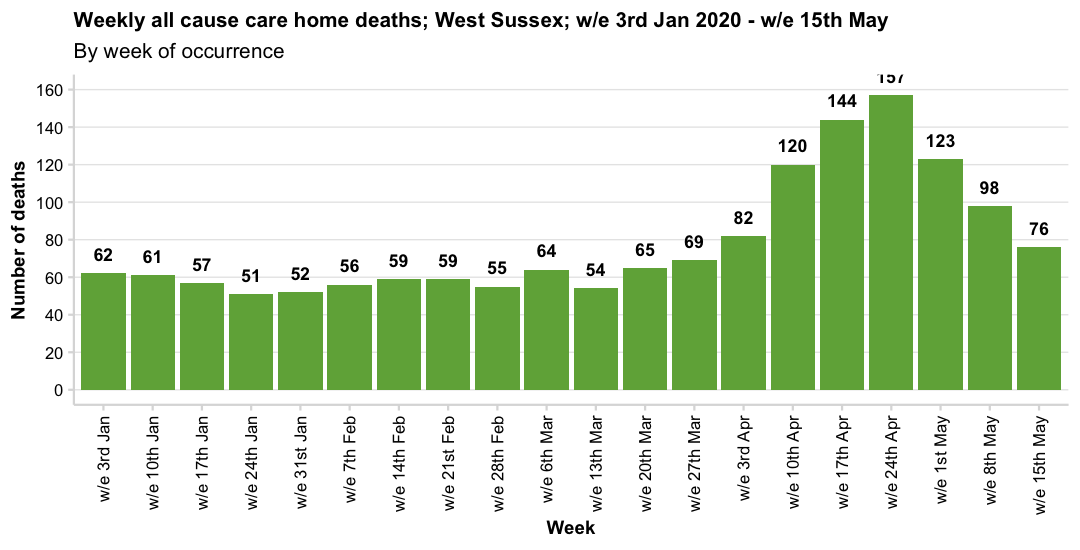 Weekly all cause care home deaths; West Sussex; w/e 3rd Jan 2020 - w/e 15th May
By week of occurrence
Number of deaths
160
140
120
100
80
60
40
20
0
62
61
57
51
52
56
59
59
55
64
54
65
69
82
120
144
157
123
98
76
w/e 3rd Jan
w/e 10th Jan
w/e 17th Jan
w/e 24th Jan
w/e 31st Jan
w/e 7th Feb
w/e 14th Feb
w/e 21st Feb
w/e 28th Feb
w/e 6th Mar
w/e 13th Mar
w/e 20th Mar
w/e 27th Mar
w/e 3rd Apr
w/e 10th Apr
w/e 17th Apr
w/e 24th Apr
w/e 1st May
w/e 8th May
w/e 15th May
Week